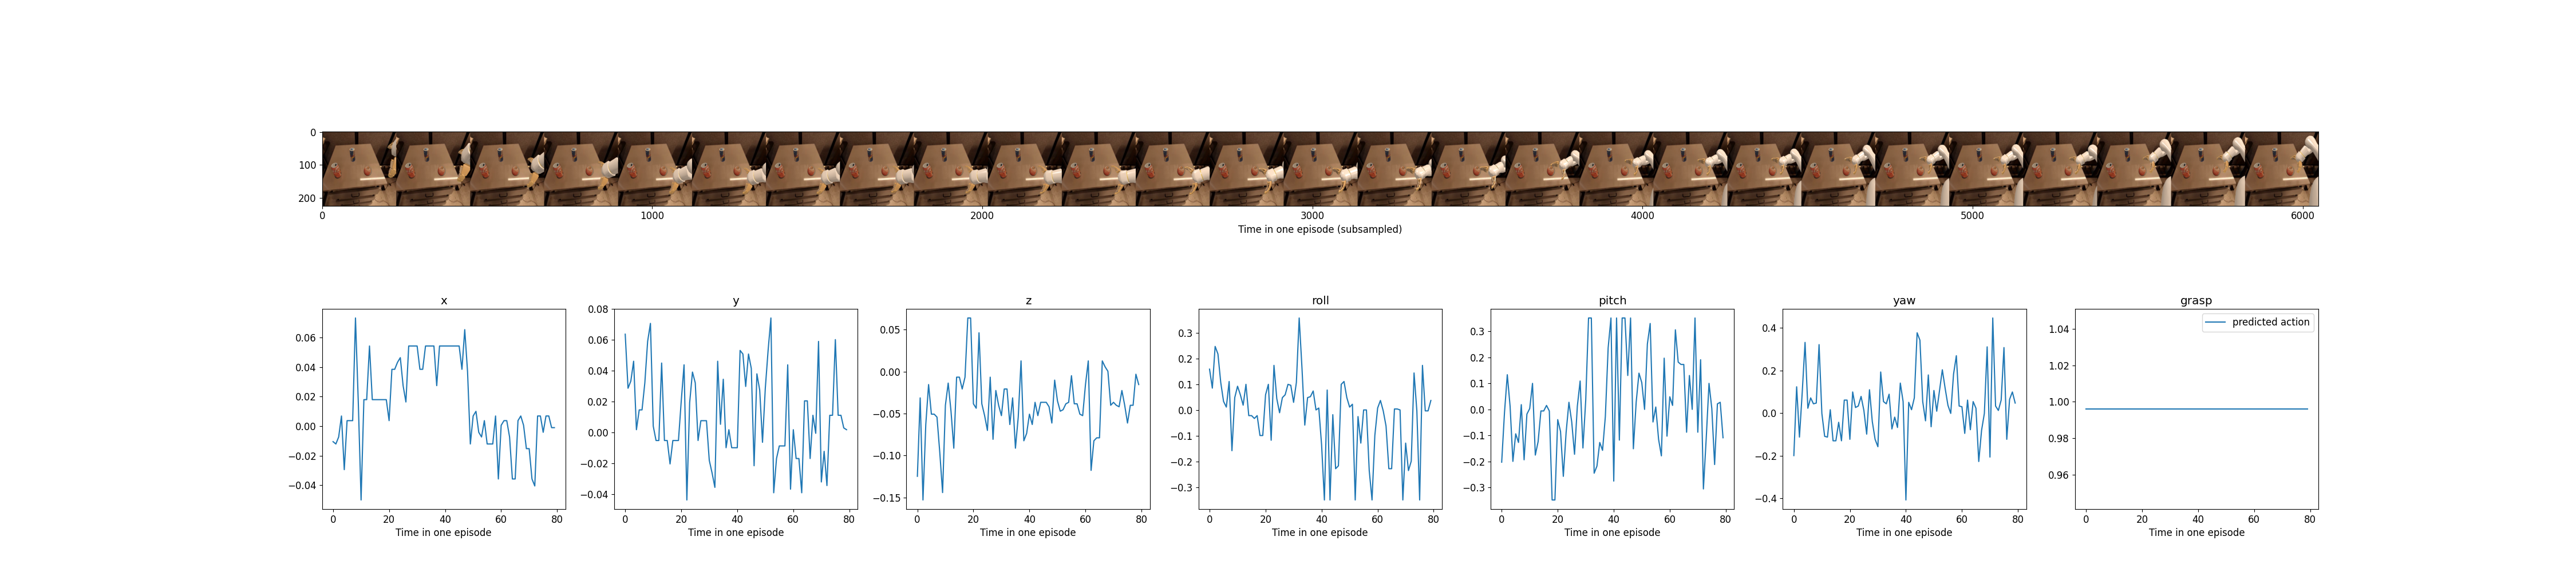 0
100
200
0 1000 2000 3000 4000 5000 6000
Time in one episode (subsampled)
x
0.06
0.04
0.02
0.00
−0.02
−0.04
0 20 40 60 80
Time in one episode
y
0.08
0.06
0.04
0.02
0.00
−0.02
−0.04
0 20 40 60 80
Time in one episode
z
0.05
0.00
−0.05
−0.10
−0.15
0 20 40 60 80
Time in one episode
roll
0.3
0.2
0.1
0.0
−0.1
−0.2
−0.3
0 20 40 60 80
Time in one episode
pitch
0.3
0.2
0.1
0.0
−0.1
−0.2
−0.3
0 20 40 60 80
Time in one episode
yaw
0.4
0.2
0.0
−0.2
−0.4
0 20 40 60 80
Time in one episode
grasp
predicted action
1.04
1.02
1.00
0.98
0.96
0 20 40 60 80
Time in one episode